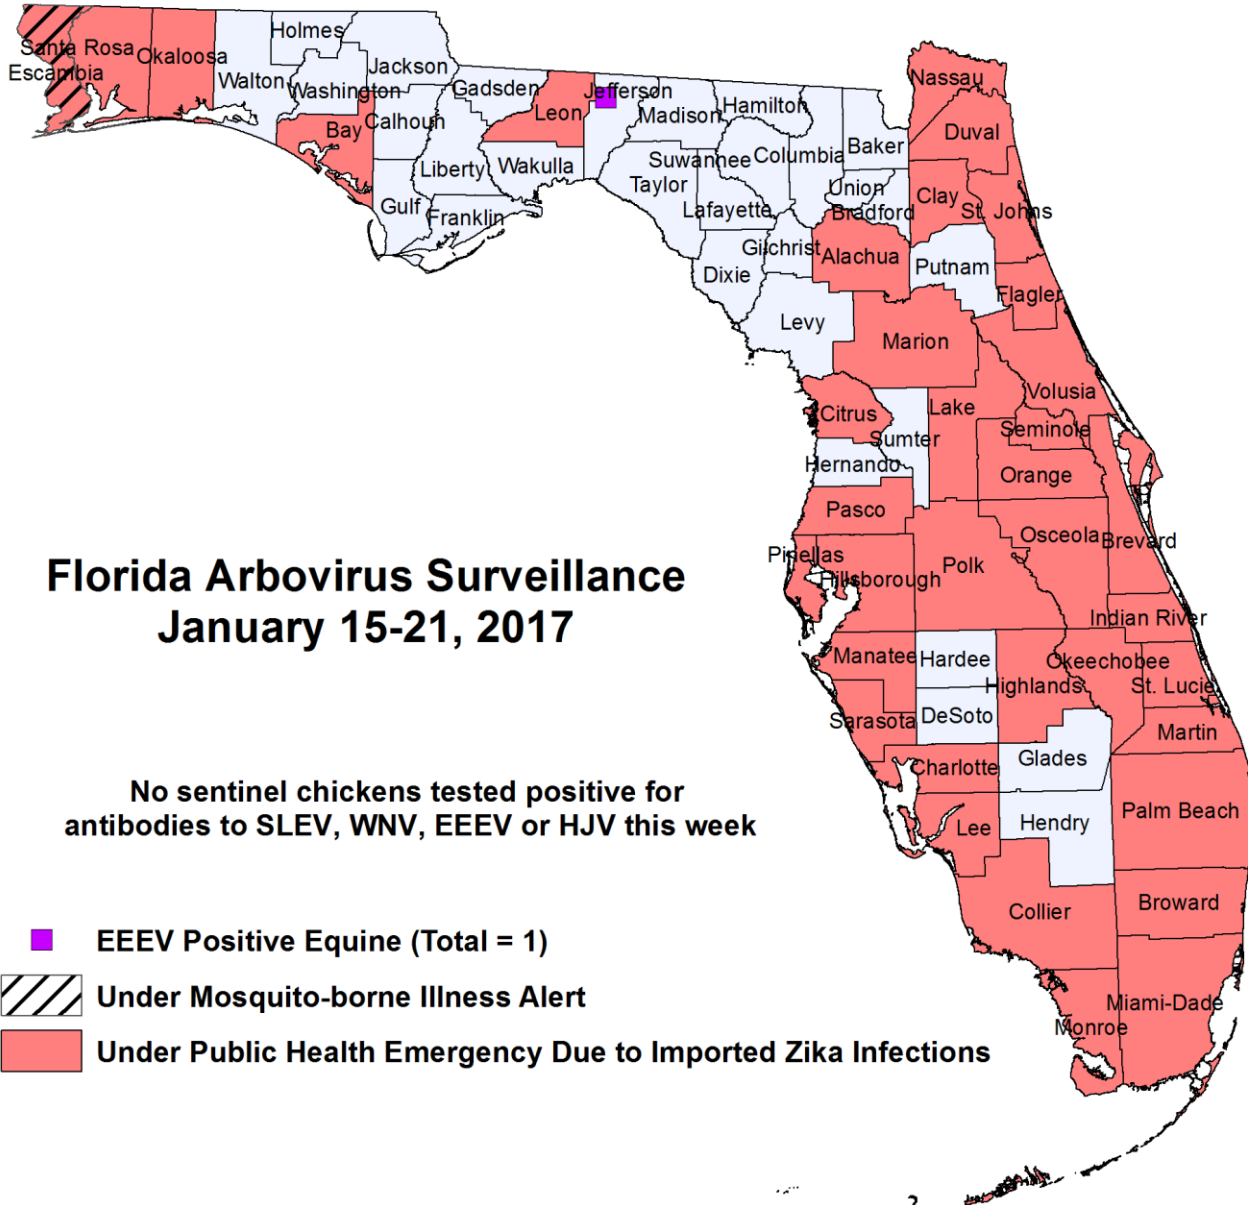 Holmes
Santa Rosa
Okaloosa
Jackson
Escambia
Walton
Washington
Gadsden
Jefferson
Nassau
Leon
Madison
Hamilton
Bay
Calhoun
Duval
Baker
Liberty
Wakulla
Suwannee
Columbia
Taylor
Union
Clay
Gulf
Franklin
Lafayette
Bradford
St. Johns
Gilchrist
Alachua
Dixie
Putnam
Flagler
Levy
Marion
Volusia
Citrus
Lake
Sumter
Seminole
Hernando
Orange
Pasco
Osceola
Brevard
Pinellas
Hillsborough
Polk
Florida Arbovirus Surveillance
January 15-21, 2017
Indian River
Manatee
Hardee
Okeechobee
Highlands
St. Lucie
Sarasota
DeSoto
Martin
Glades
Charlotte
No sentinel chickens tested positive for
antibodies to SLEV, WNV, EEEV or HJV this week
Palm Beach
Lee
Hendry
Broward
Collier
EEEV Positive Equine (Total = 1)
Under Mosquito-borne Illness Alert
Miami-Dade
Monroe
Under Public Health Emergency Due to Imported Zika Infections